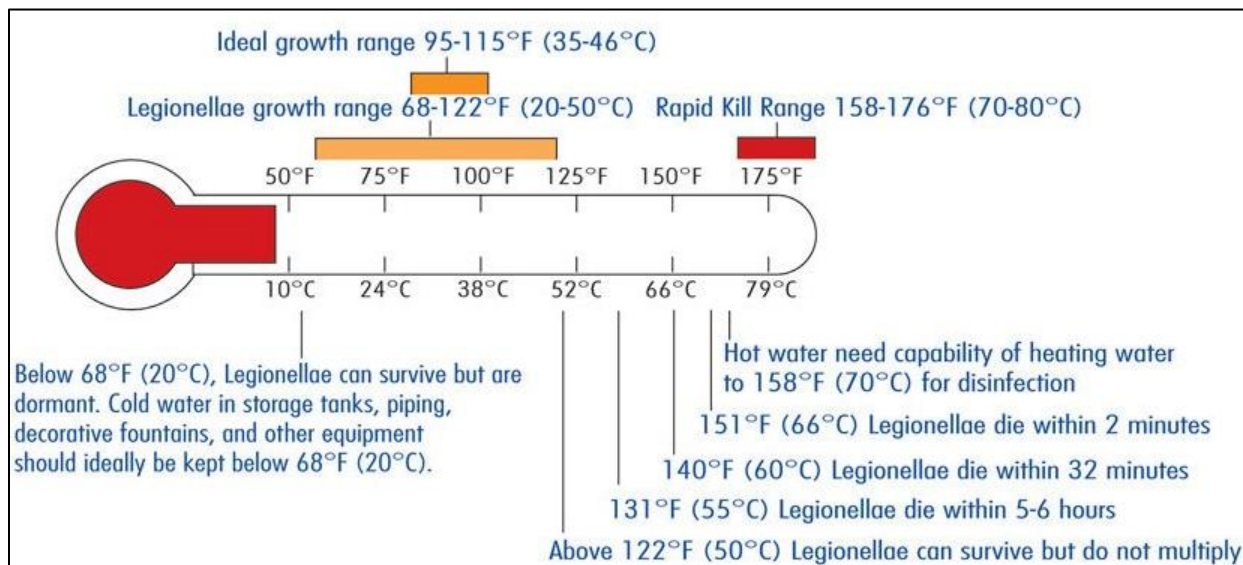 Ideal growth range 95-115°F (35-46°C)
Legionellae growth range 68-122°F (20-50°C)
Rapid Kill Range 158-176°F (70-80°C)
50°F 75°F 100°F 125°F 150°F 175°F
10°C 24°C 38°C 52°C 66°C 79°C
Below 68°F (20°C), Legionellae can survive but are
dormant. Cold water in storage tanks, piping,
decorative fountains, and other equipment
should ideally be kept below 68°F (20°C).
Hot water need capability of heating water
to 158°F (70°C) for disinfection
151°F (66°C) Legionellae die within 2 minutes
140°F (60°C) Legionellae die within 32 minutes
131°F (55°C) Legionellae die within 5-6 hours
Above 122°F (50°C) Legionellae can survive but do not multiply